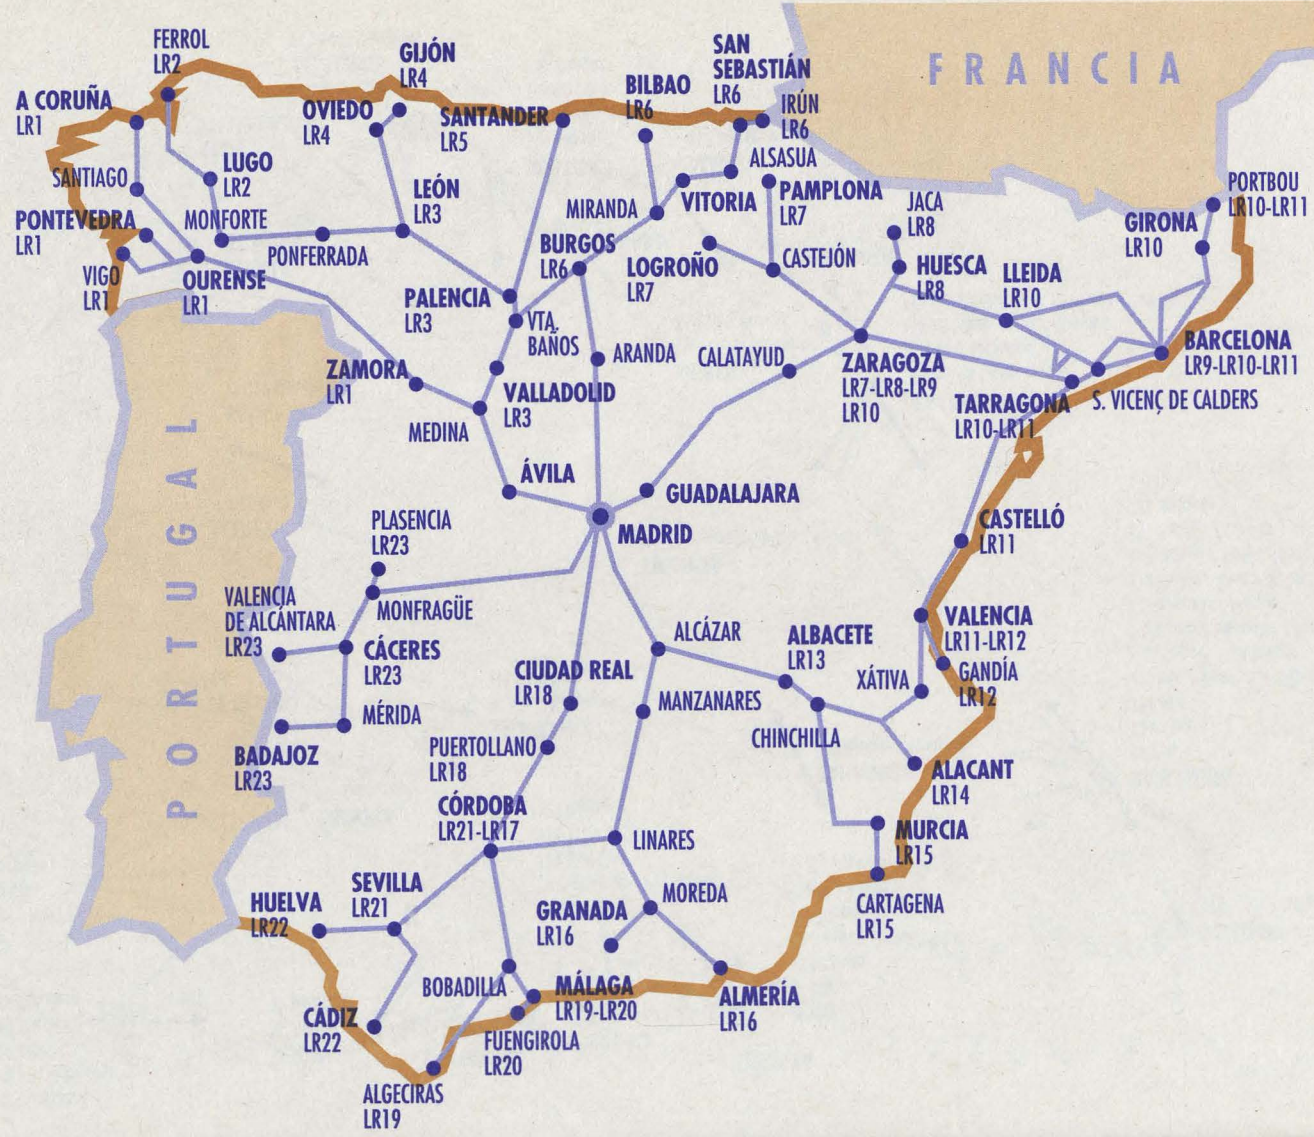 FRANCIA
PORTUGAL
FERROL
LR2
GIJÓN
LR4
SAN
SEBASTIÁN
LR6
BILBAO
LR6
IRÚN
LR6
A CORUÑA
LR1
OVIEDO
LR4
SANTANDER
LR5
ALSASUA
SANTIAGO
LUGO
LR2
LEÓN
LR3
PAMPLONA
LR7
VITORIA
MIRANDA
JACA
LR8
PORTBOU
LR10-LR11
PONTEVEDRA
LR1
MONFORTE
PONFERRADA
BURGOS
LR6
LOGROÑO
LR7
CASTEJÓN
HUESCA
LR8
LLEIDA
LR10
GIRONA
LR10
VIGO
LR1
OURENSE
LR1
PALENCIA
LR3
VTA.
BAÑOS
ARANDA
CALATAYUD
ZARAGOZA
LR7-LR8-LR9
LR10
BARCELONA
LR9-LR10-LR11
ZAMORA
LR1
VALLADOLID
LR3
MEDINA
TARRAGONA
LR10-LR11
S. VICENÇ DE CALDERS
ÁVILA
GUADALAJARA
MADRID
PLASENCIA
LR23
CASTELLÓ
LR11
MONFRAGÜE
VALENCIA
DE ALCÁNTARA
LR23
CÁCERES
LR23
ALCÁZAR
ALBACETE
LR13
VALENCIA
LR11-LR12
CIUDAD REAL
LR18
XÁTIVA
GANDÍA
LR12
MÉRIDA
MANZANARES
CHINCHILLA
BADAJOZ
LR23
PUERTOLLANO
LR18
ALACANT
LR14
CÓRDOBA
LR21-LR17
LINARES
MURCIA
LR15
SEVILLA
LR21
HUELVA
LR22
GRANADA
LR16
MOREDA
CARTAGENA
LR15
BOBADILLA
MÁLAGA
LR19-LR20
ALMERÍA
LR16
CÁDIZ
LR22
FUENGIROLA
LR20
ALGECIRAS
LR19